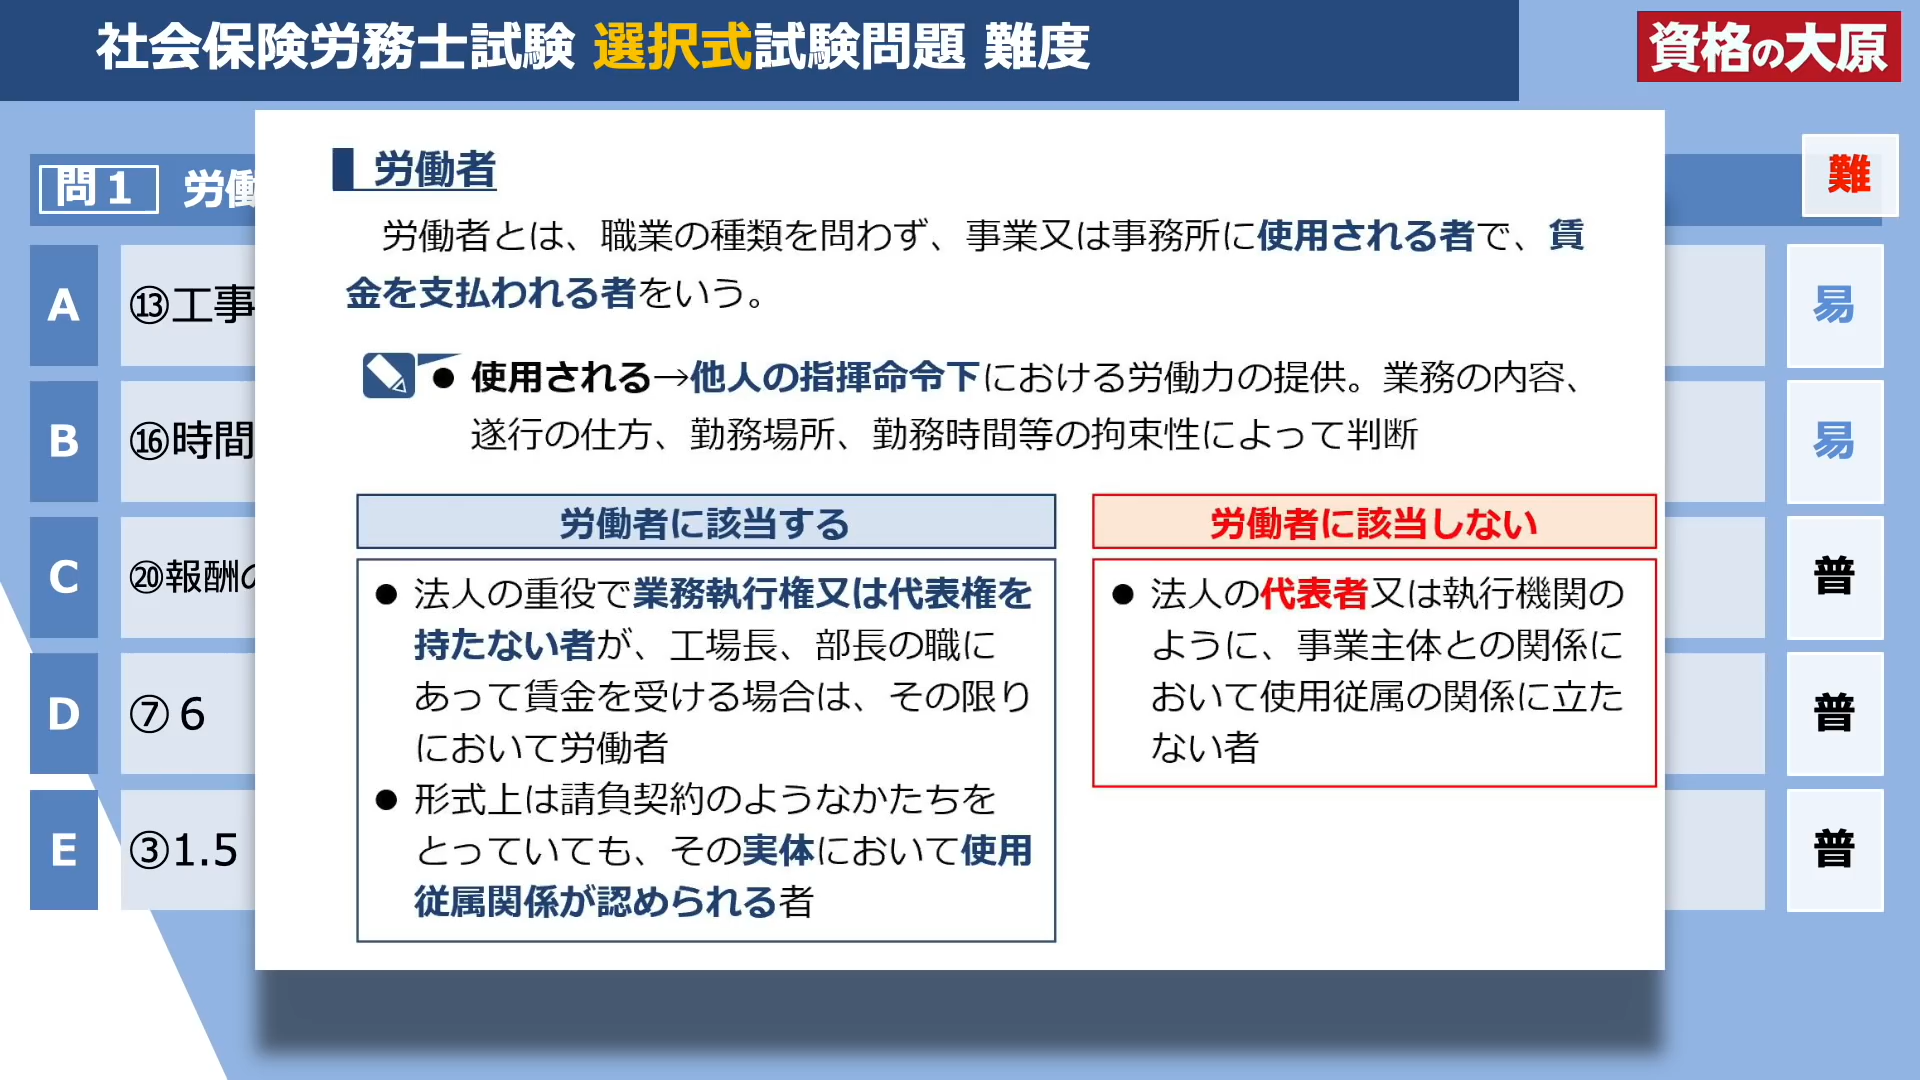 社会保険労務士試験 選択式試験問題 難度
資格の大原
問1 労働
難
A ⑬工事
易
B ⑯時間
易
C ⑳報酬の
普
D ⑦6
普
E ③1.5
普
労働者
労働者とは、職業の種類を問わず、事業又は事務所に使用される者で、賃
金を支払われる者をいう。
● 使用される→他人の指揮命令下における労働力の提供。業務の内容、
遂行の仕方、勤務場所、勤務時間等の拘束性によって判断
労働者に該当する
● 法人の重役で業務執行権又は代表権を
持たない者が、工場長、部長の職に
あって賃金を受ける場合は、その限り
において労働者
● 形式上は請負契約のようなかたちを
とっていても、その実体において使用
従属関係が認められる者
労働者に該当しない
● 法人の代表者又は執行機関の
ように、事業主体との関係に
おいて使用従属の関係に立た
ない者